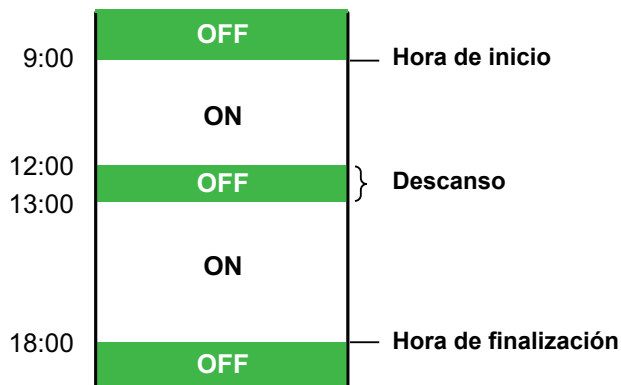 OFF
9:00 Hora de inicio
ON
12:00
OFF Descanso
13:00
ON
18:00 Hora de finalización
OFF